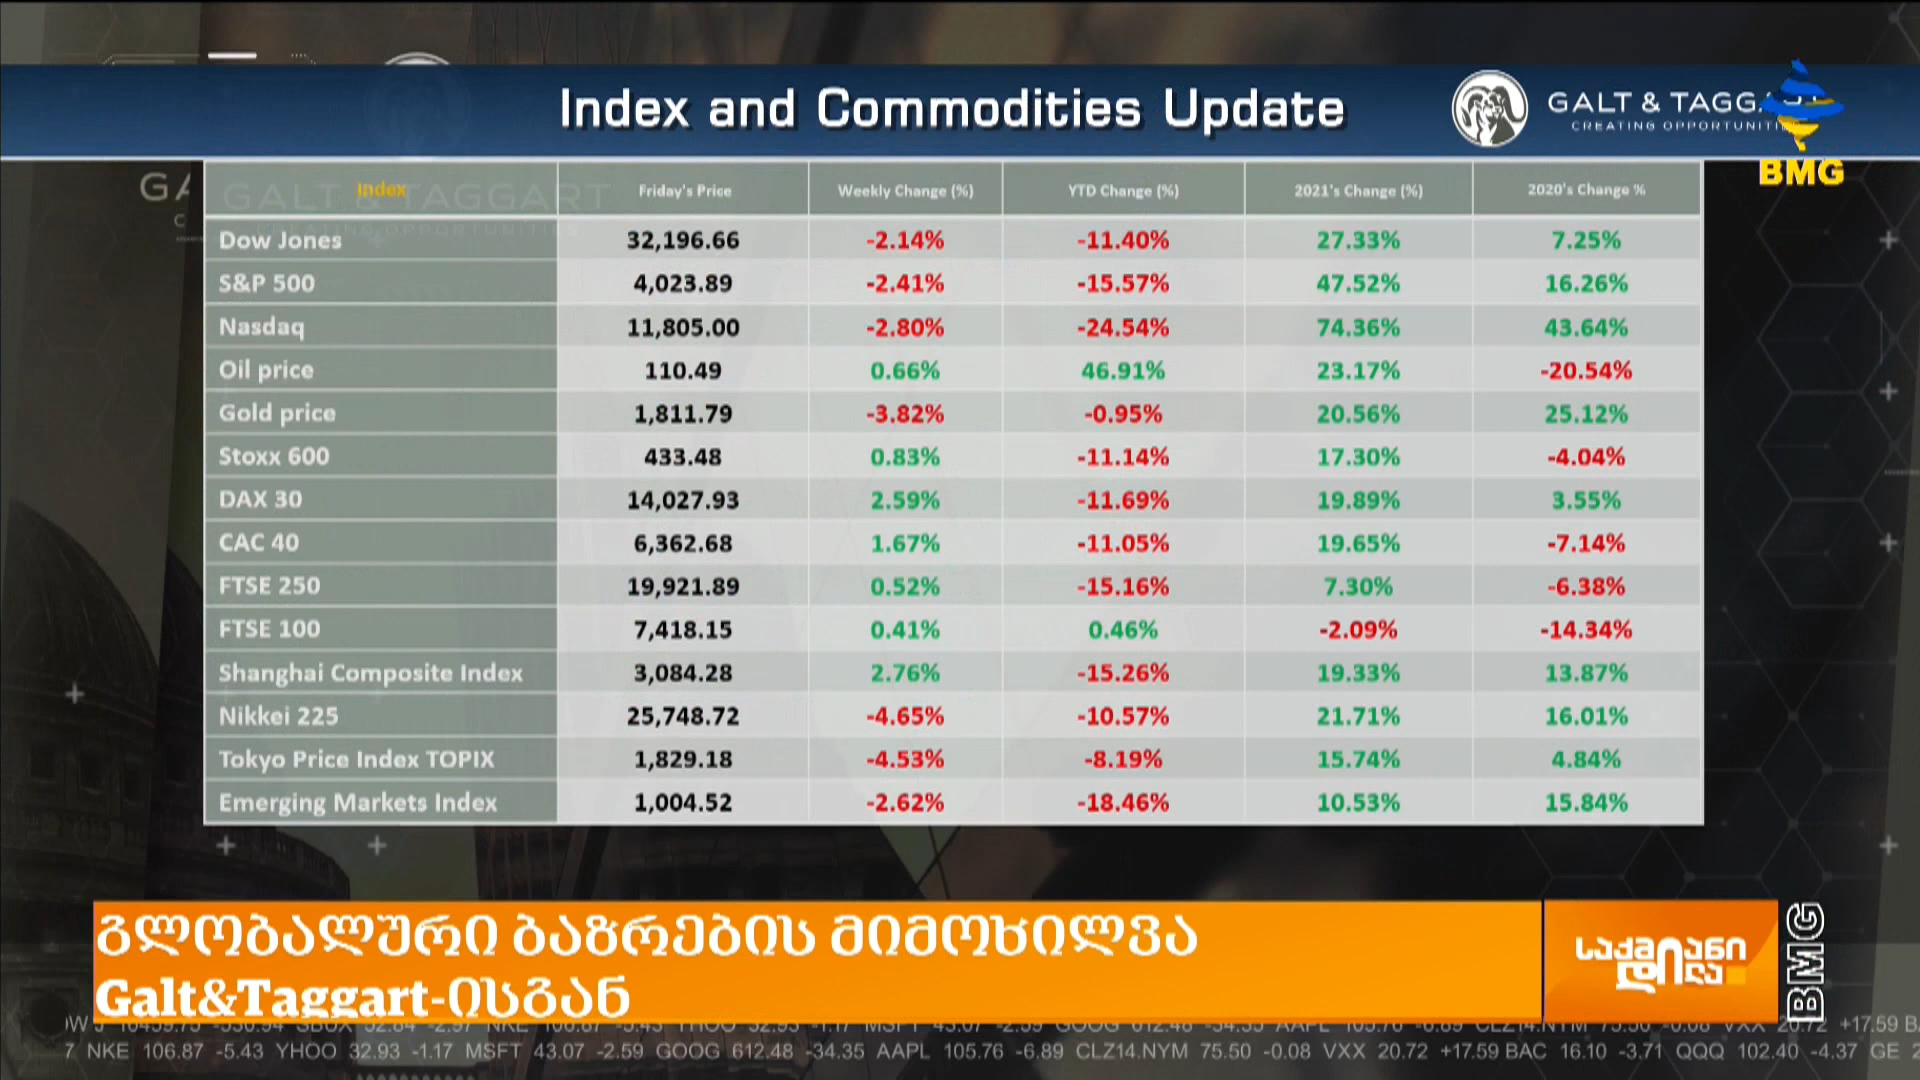 Index and Commodities Update
GALT & TAGG
CREATING OPPORTUNITI
BMG
Index Friday's Price Weekly Change (%) YTD Change (%) 2021's Change (%) 2020's Change %
GALT & TAGGART
CREATING OPPORTUNITIES
Dow Jones 32,196.66 -2.14% -11.40% 27.33% 7.25%
S&P 500 4,023.89 -2.41% -15.57% 47.52% 16.26%
Nasdaq 11,805.00 -2.80% -24.54% 74.36% 43.64%
Oil price 110.49 0.66% 46.91% 23.17% -20.54%
Gold price 1,811.79 -3.82% -0.95% 20.56% 25.12%
Stoxx 600 433.48 0.83% -11.14% 17.30% -4.04%
DAX 30 14,027.93 2.59% -11.69% 19.89% 3.55%
CAC 40 6,362.68 1.67% -11.05% 19.65% -7.14%
FTSE 250 19,921.89 0.52% -15.16% 7.30% -6.38%
FTSE 100 7,418.15 0.41% 0.46% -2.09% -14.34%
Shanghai Composite Index 3,084.28 2.76% -15.26% 19.33% 13.87%
Nikkei 225 25,748.72 -4.65% -10.57% 21.71% 16.01%
Tokyo Price Index TOPIX 1,829.18 -4.53% -8.19% 15.74% 4.84%
Emerging Markets Index 1,004.52 -2.62% -18.46% 10.53% 15.84%
გლობალური ბაზრების მიმოხილვა
Galt&Taggart-ისგან
საქმიანი
დილა
BMG
7 NKE 106.87 -5.43 YHOO 32.93 -1.17 MSFT 43.07 -2.59 GOOG 612.48 -34.35 AAPL 105.76 -6.89 CLZ14.NYM 75.50 -0.08 VXX 20.72 +17.59 BAC 16.10 -3.71 QQQ 102.40 -4.37 GE 2